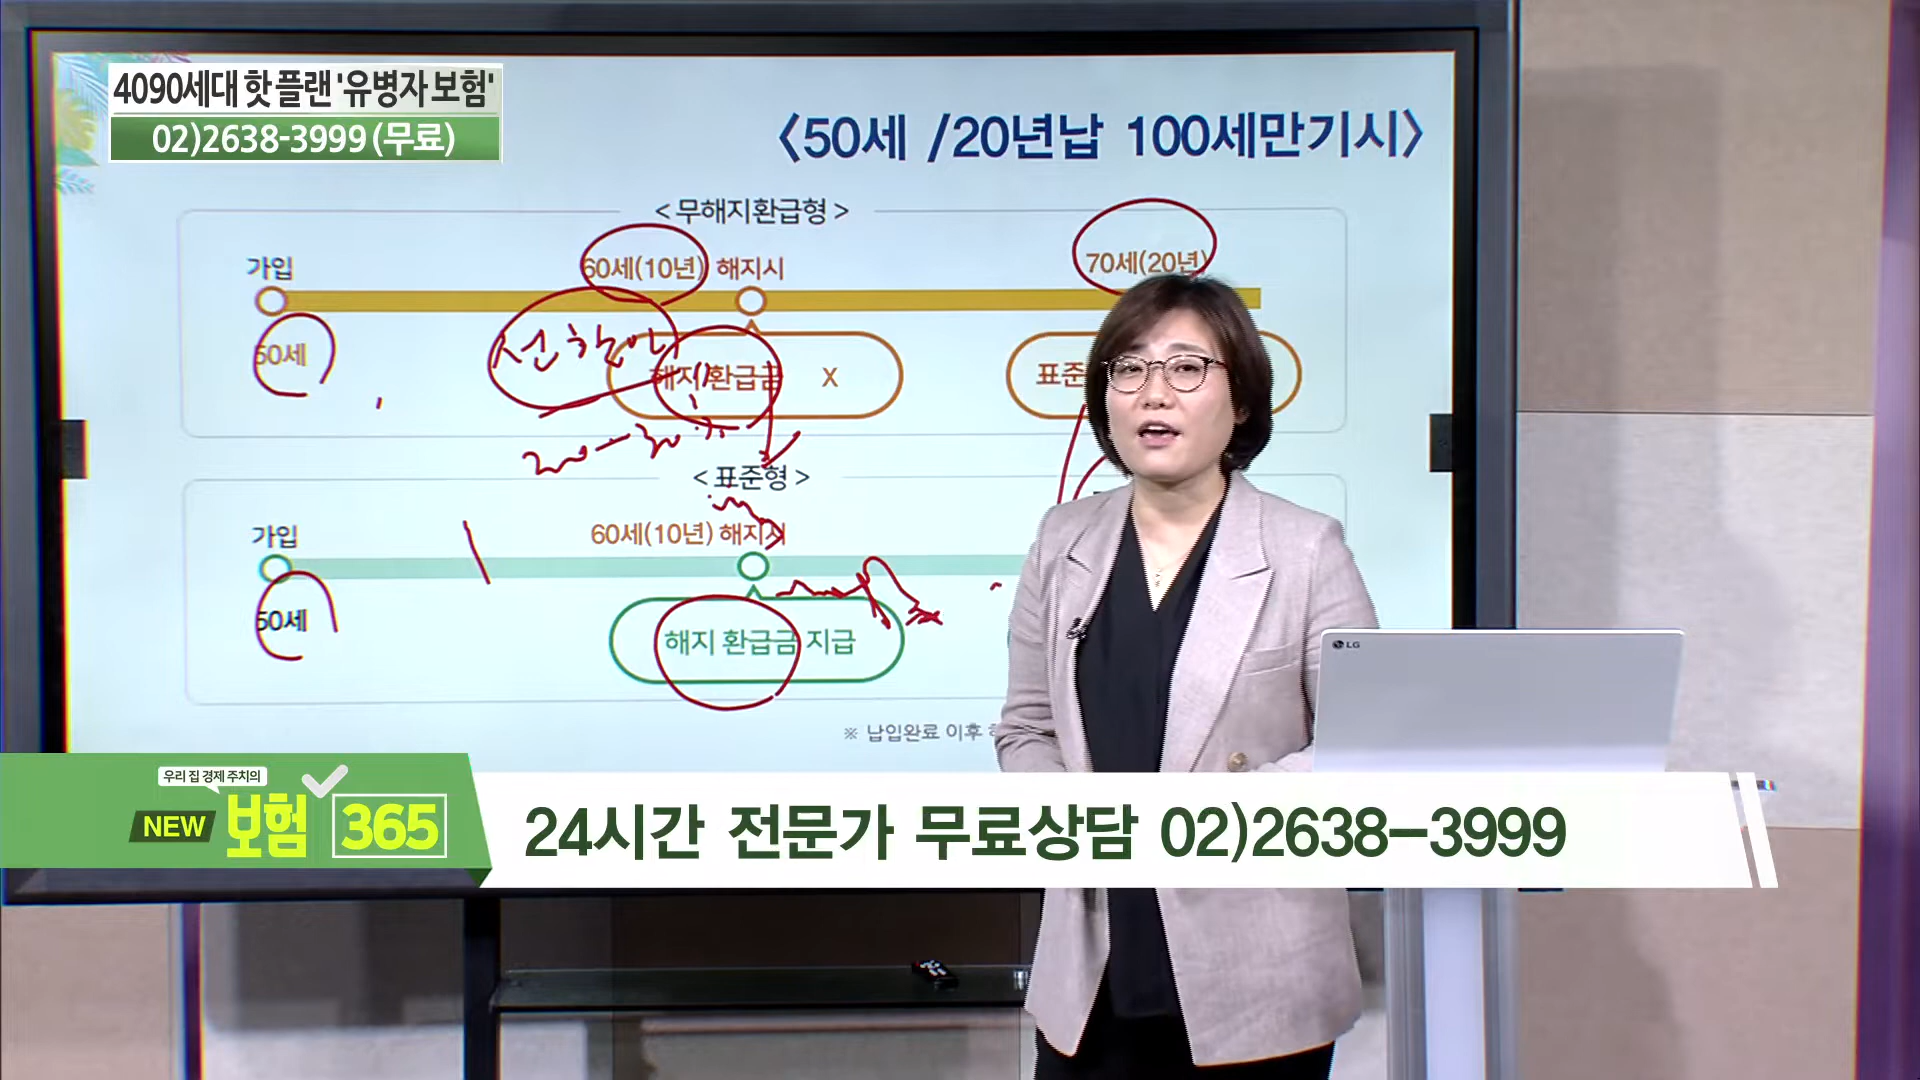 4090세대 핫 플랜 '유병자 보험'
02)2638-3999 (무료)
<50세 /20년납 100세만기시>
<무해지환급형>
가입
60세(10년) 해지시
70세(20년)
50세
선할인
해지 환급금 X
표준
20-30%
<표준형>
가입
60세(10년) 해지시
50세
해지 환급금 지급
※ 납입완료 이후
LG
우리 집 경제 주치의
NEW 보험 365
24시간 전문가 무료상담 02)2638-3999